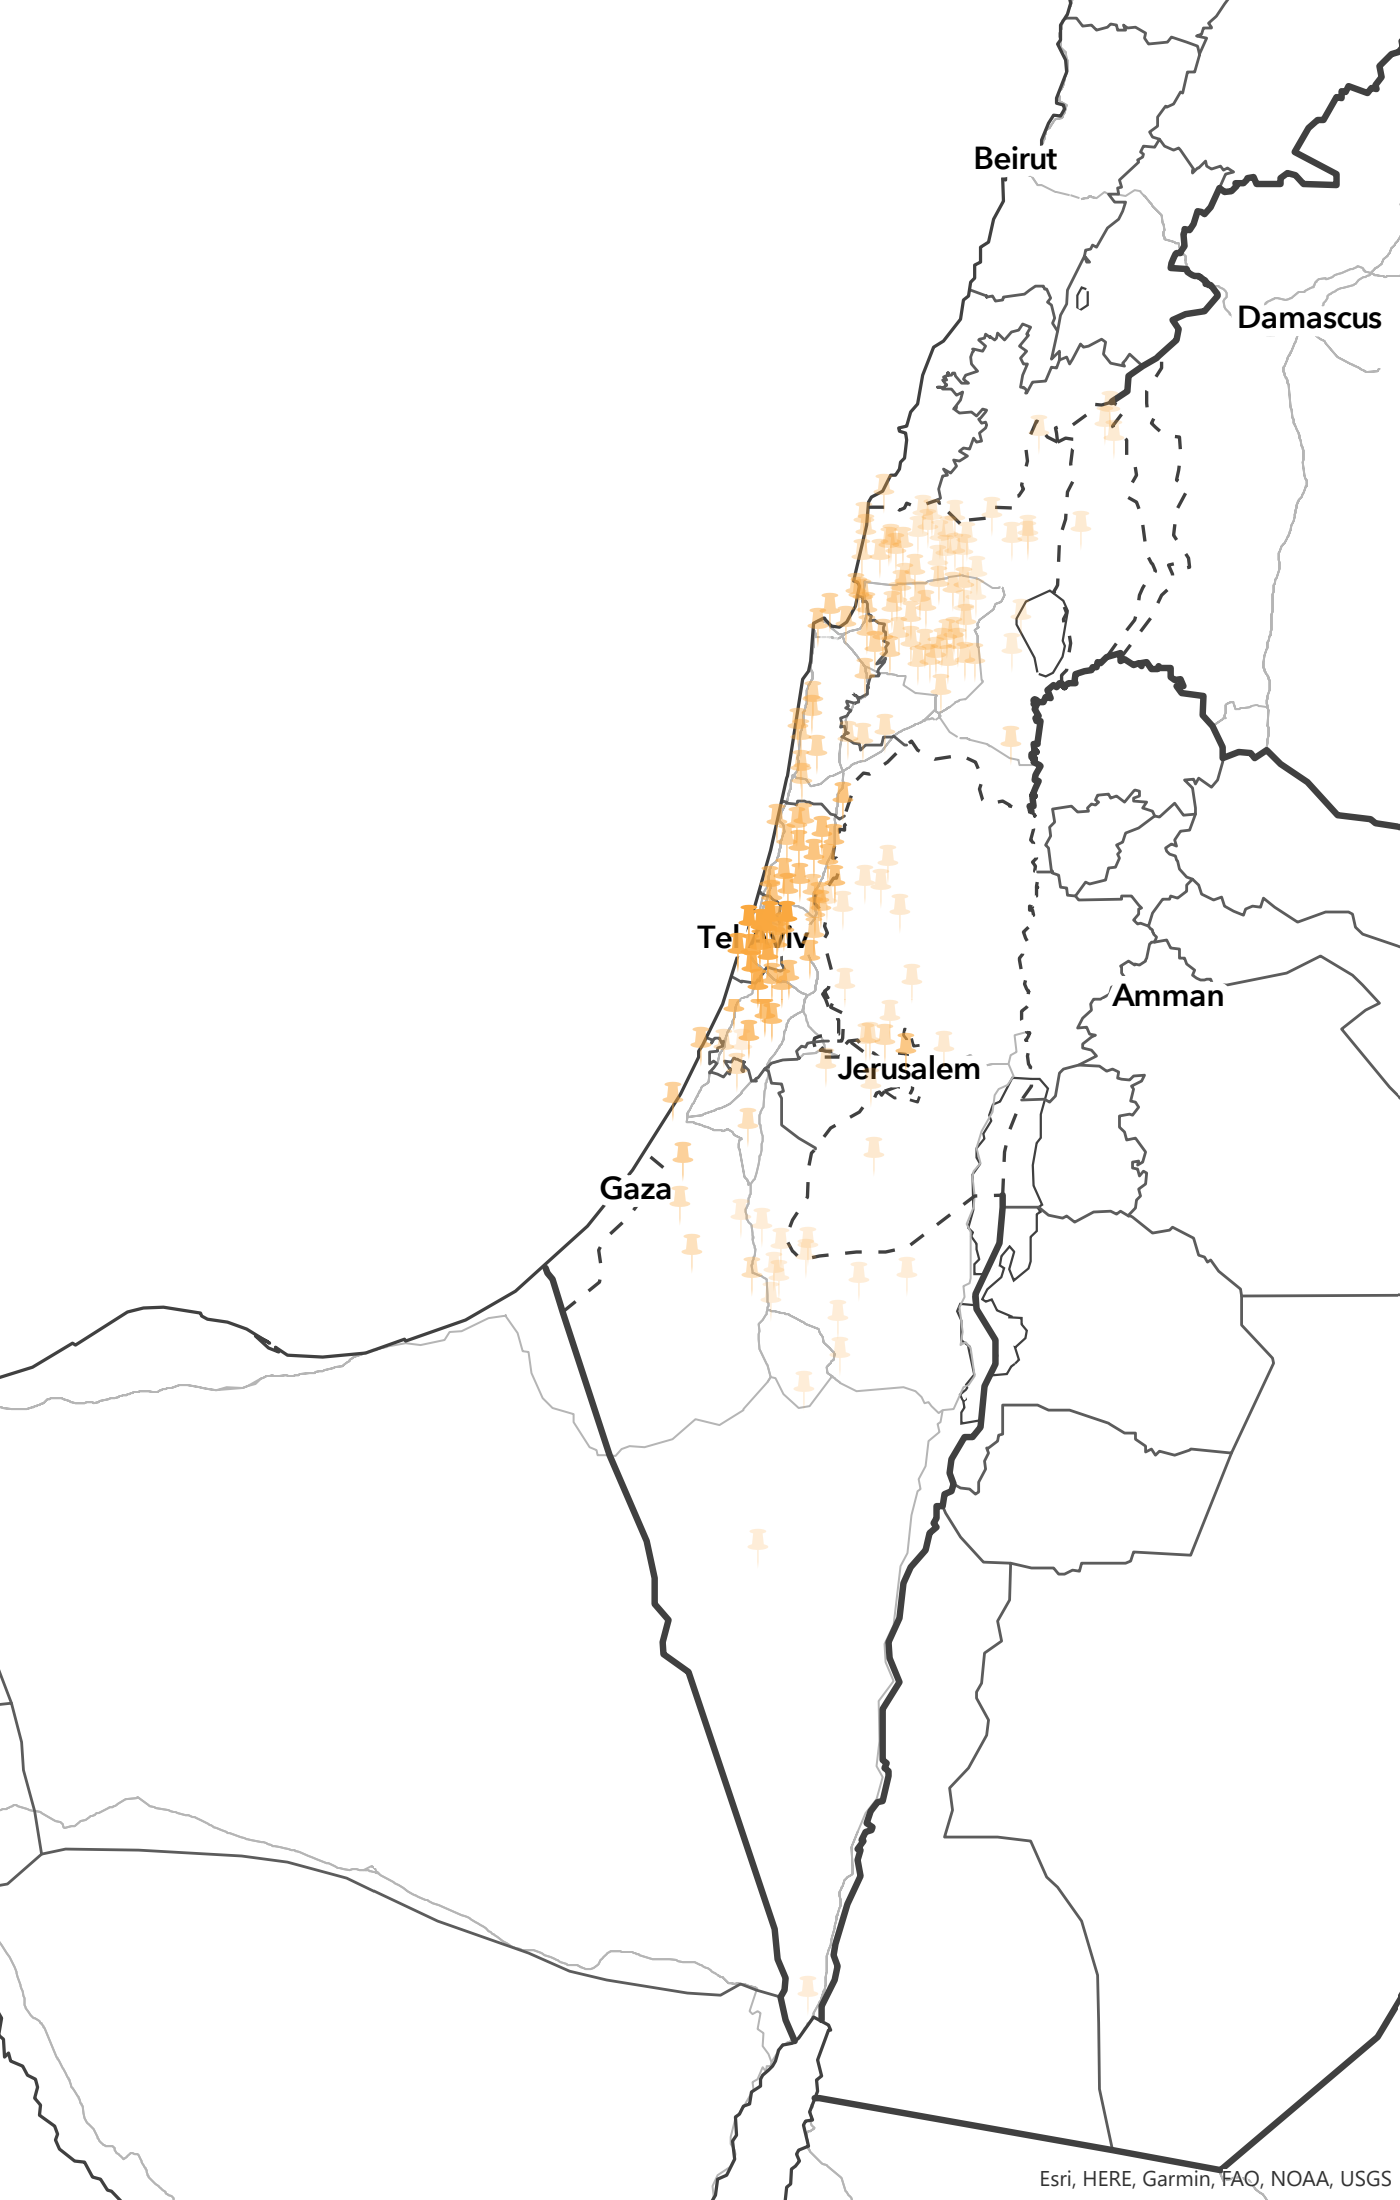 Beirut
Damascus
Tel Aviv
Amman
Jerusalem
Gaza
Esri, HERE, Garmin, FAO, NOAA, USGS